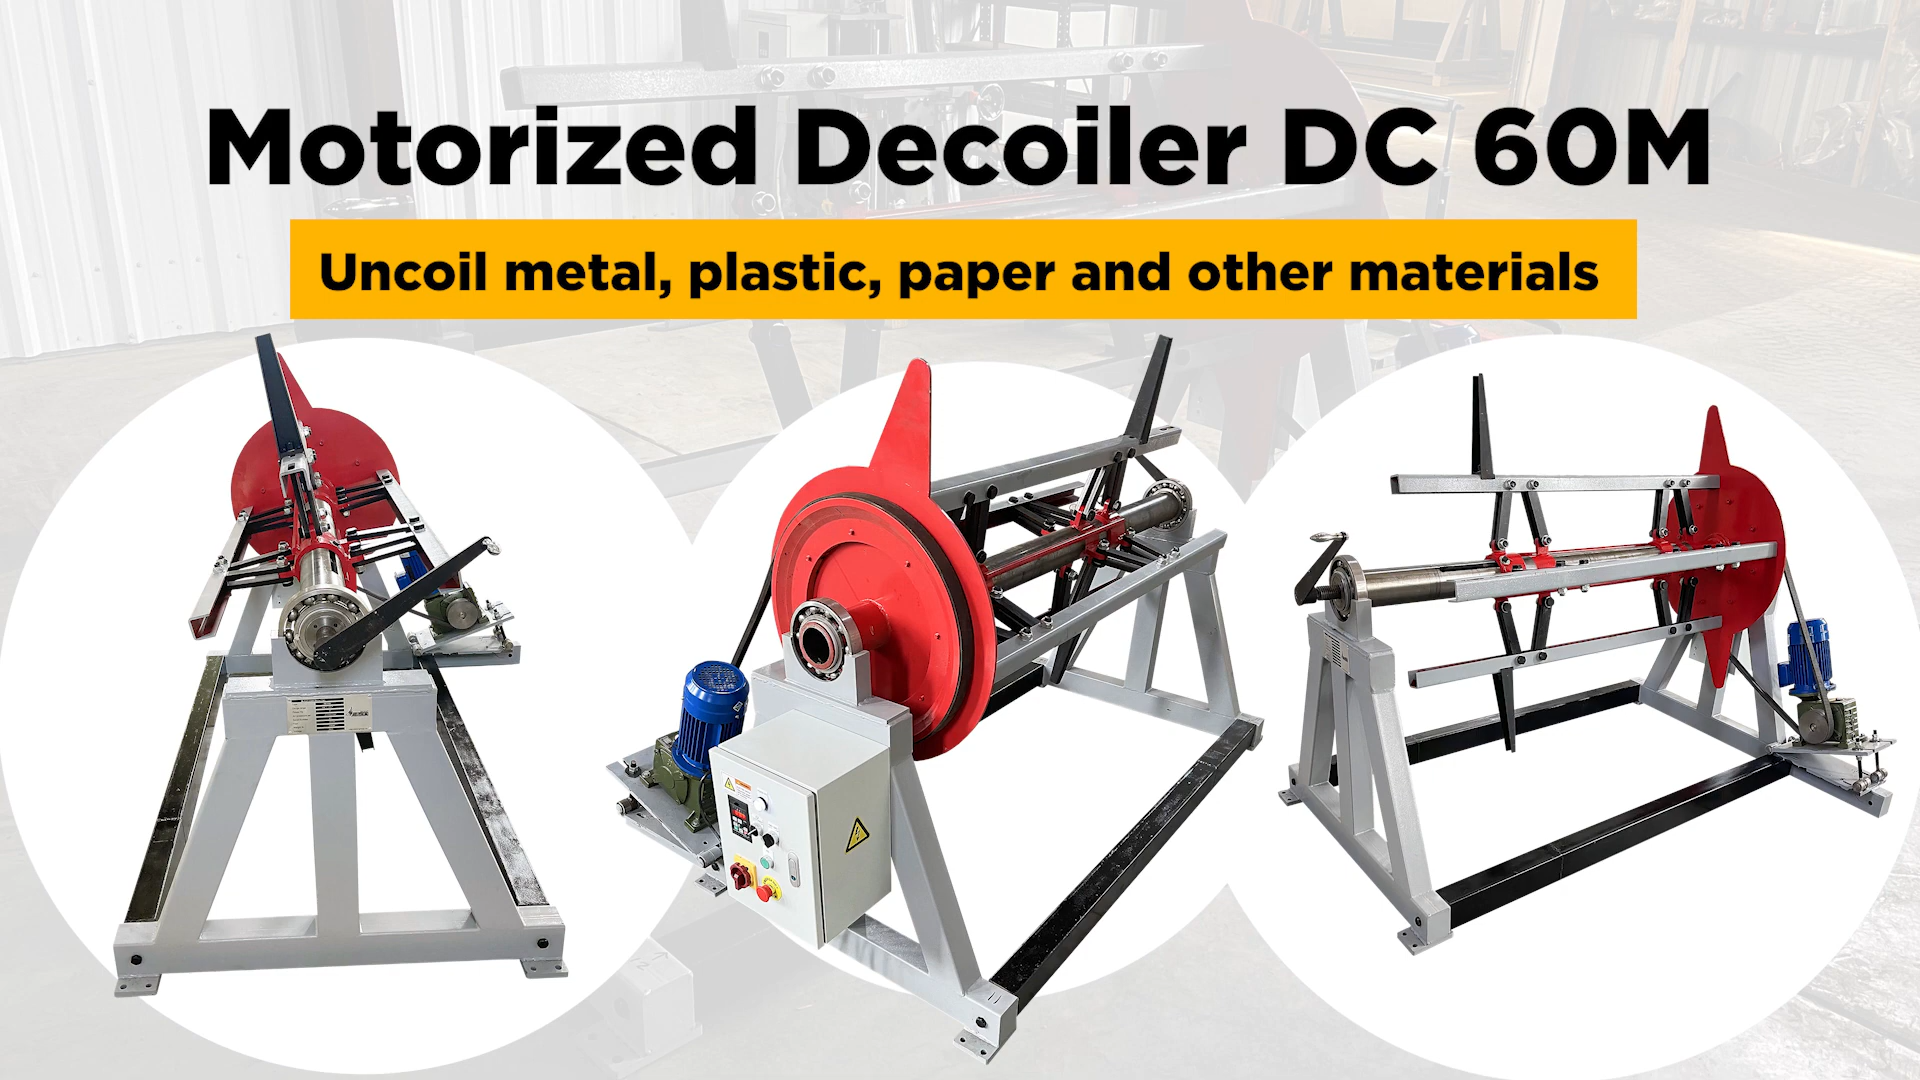 Motorized Decoiler DC 60M
Uncoil metal, plastic, paper and other materials